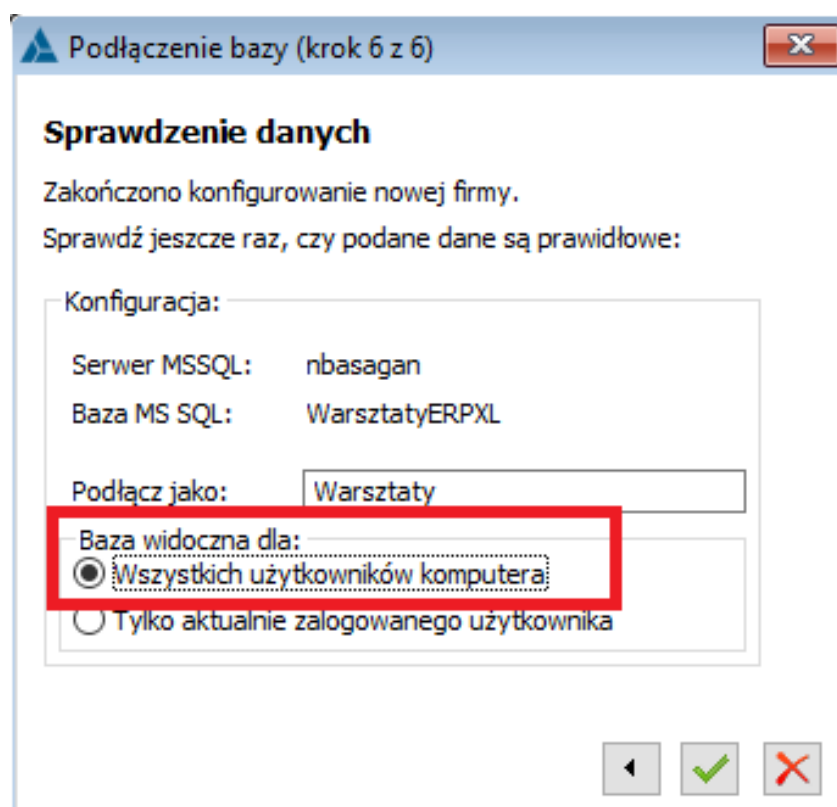 Podłączenie bazy (krok 6 z 6)
Sprawdzenie danych
Zakończono konfigurowanie nowej firmy.
Sprawdź jeszcze raz, czy podane dane są prawidłowe:
Konfiguracja:
Serwer MSSQL: nbasagan
Baza MS SQL: WarsztatyERPXL
Podłącz jako: Warsztaty
Baza widoczna dla:
Wszystkich użytkowników komputera
Tylko aktualnie zalogowanego użytkownika